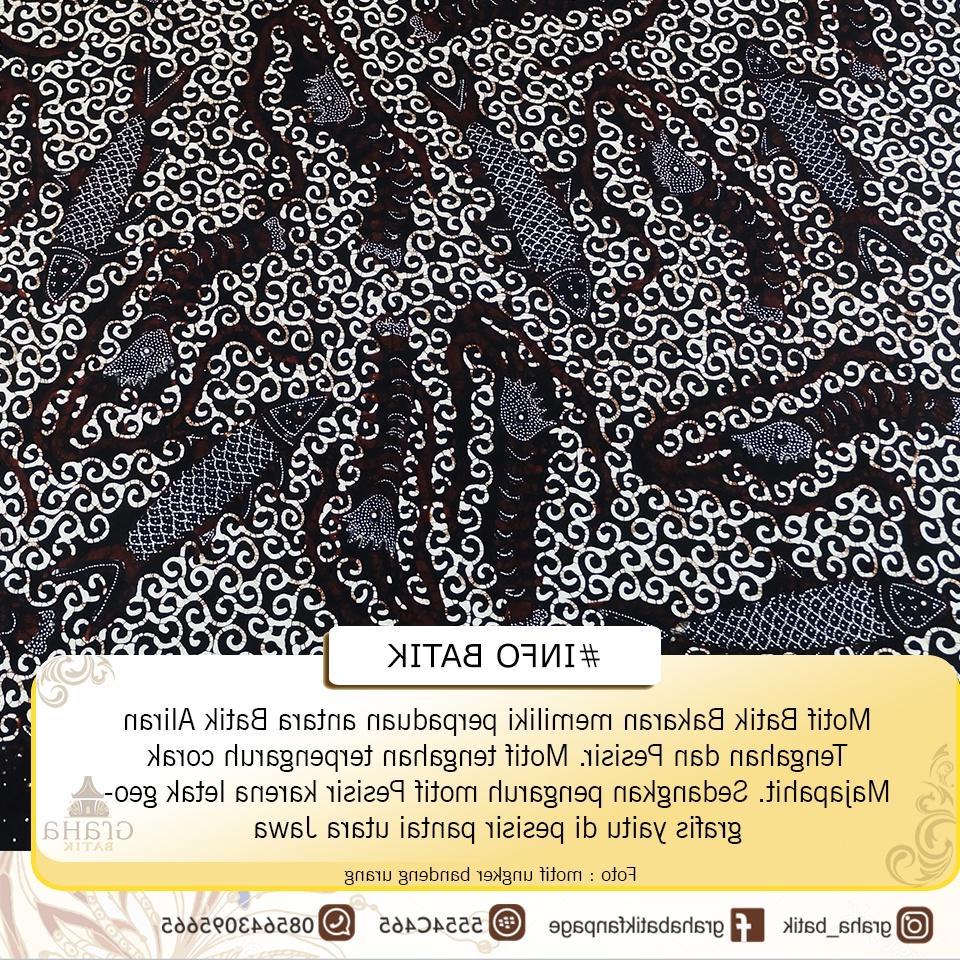 #INFO BATIK
Motif Batik Bakaran memiliki perpaduan antara Batik Aliran
Tengahan dan Pesisir. Motif tengahan terpengaruh corak
Majapahit. Sedangkan pengaruh motif Pesisir karena letak geo-
grafis yaitu di pesisir pantai utara Jawa
GraHa
BATIK
Foto : motif ungker bandeng urang
graha_batik
grahabatikfanpage
5554C465
085643095665